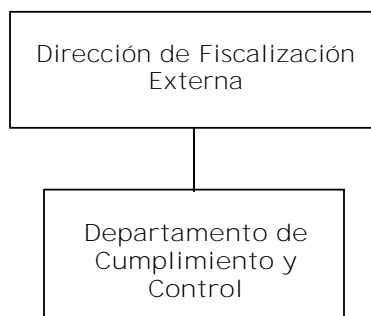 Dirección de Fiscalización
Externa
Departamento de
Cumplimiento y
Control